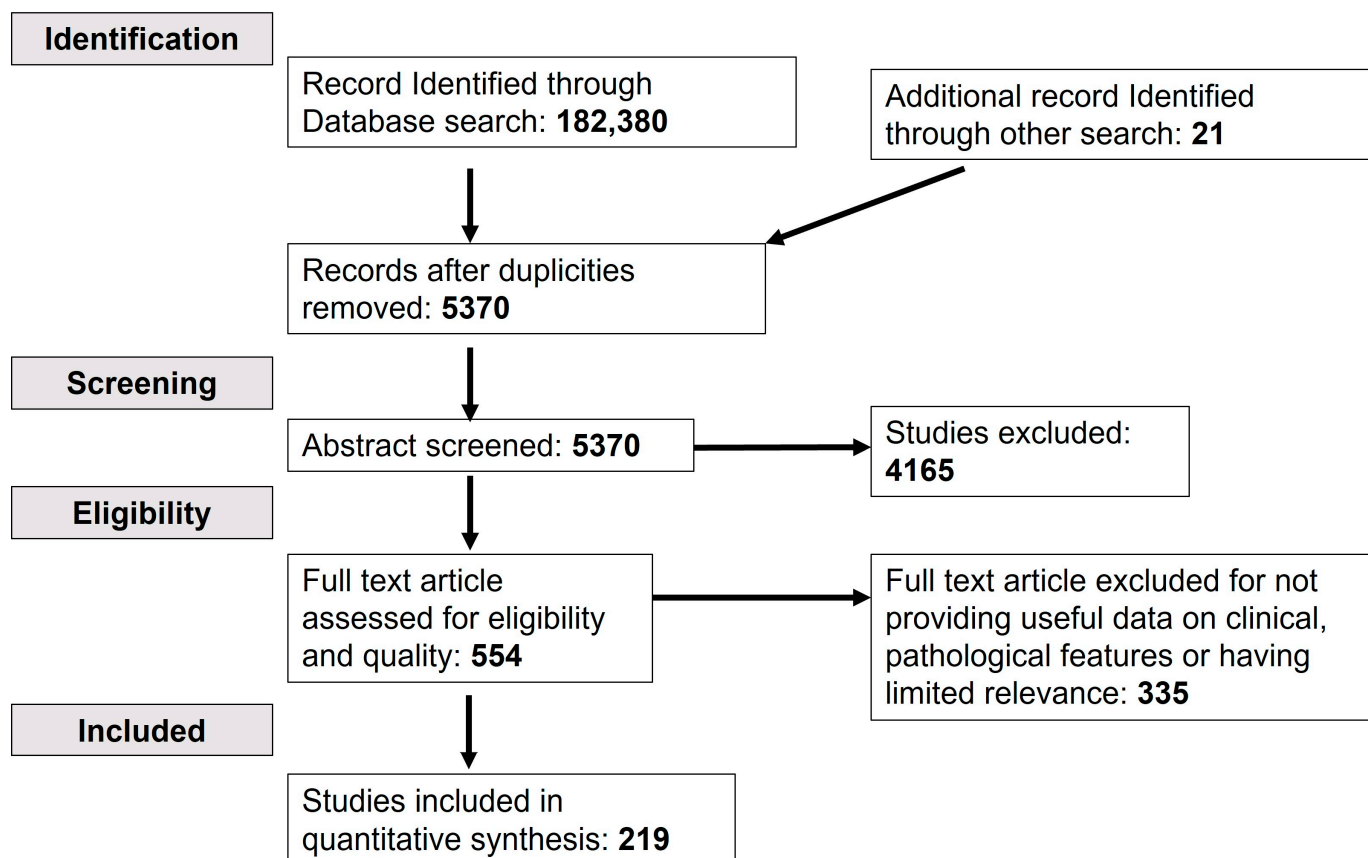 Identification
Record Identified through
Database search: 182,380
Additional record Identified
through other search: 21
Records after duplicities
removed: 5370
Screening
Abstract screened: 5370
Studies excluded:
4165
Eligibility
Full text article
assessed for eligibility
and quality: 554
Full text article excluded for not
providing useful data on clinical,
pathological features or having
limited relevance: 335
Included
Studies included in
quantitative synthesis: 219